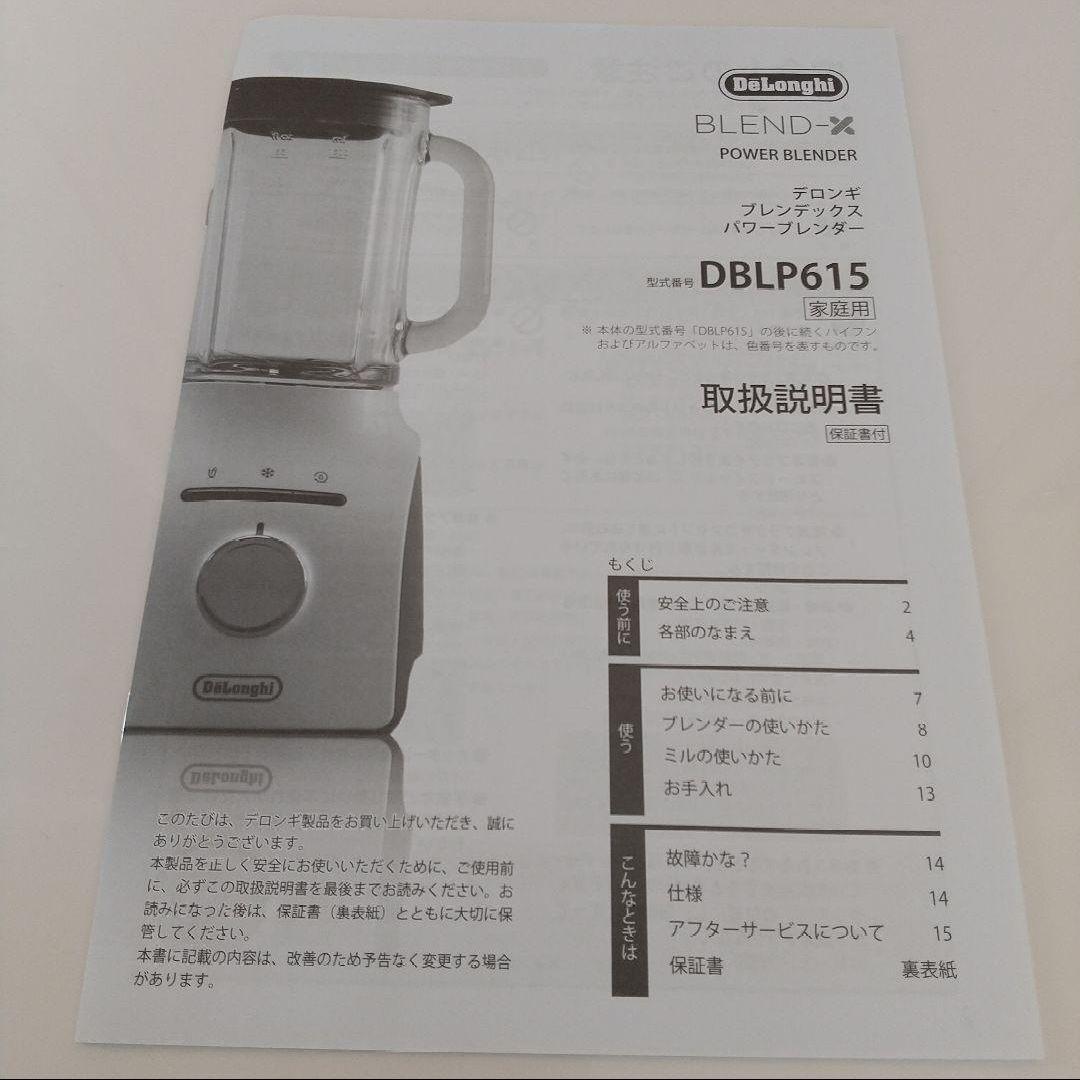 DēLonghi
BLEND-X
POWER BLENDER
デロンギ
ブレンデックス
パワーブレンダー
型式番号 DBLP615
家庭用
※ 本体の型式番号「DBLP615」の後に続くハイフン
およびアルファベットは、色番号を表すものです。
取扱説明書
保証書付
もくじ
使う前に
安全上のご注意 2
各部のなまえ 4
使う
お使いになる前に 7
ブレンダーの使いかた 8
ミルの使いかた 10
お手入れ 13
こんなときは
故障かな？ 14
仕様 14
アフターサービスについて 15
保証書 裏表紙
DēLonghi
このたびは、デロンギ製品をお買い上げいただき、誠に
ありがとうございます。
本製品を正しく安全にお使いいただくために、ご使用前
に、必ずこの取扱説明書を最後までお読みください。お
読みになった後は、保証書（裏表紙）とともに大切に保
管してください。
本書に記載の内容は、改善のため予告なく変更する場合
があります。